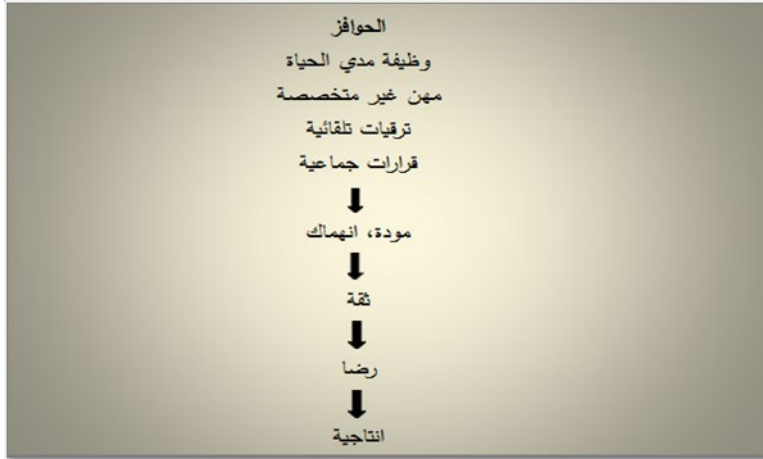 الحوافز
وظيفة مدي الحياة
مهن غير متخصصة
ترقيات تلقائية
قرارات جماعية
مودة، انهماك
ثقة
رضا
انتاجية